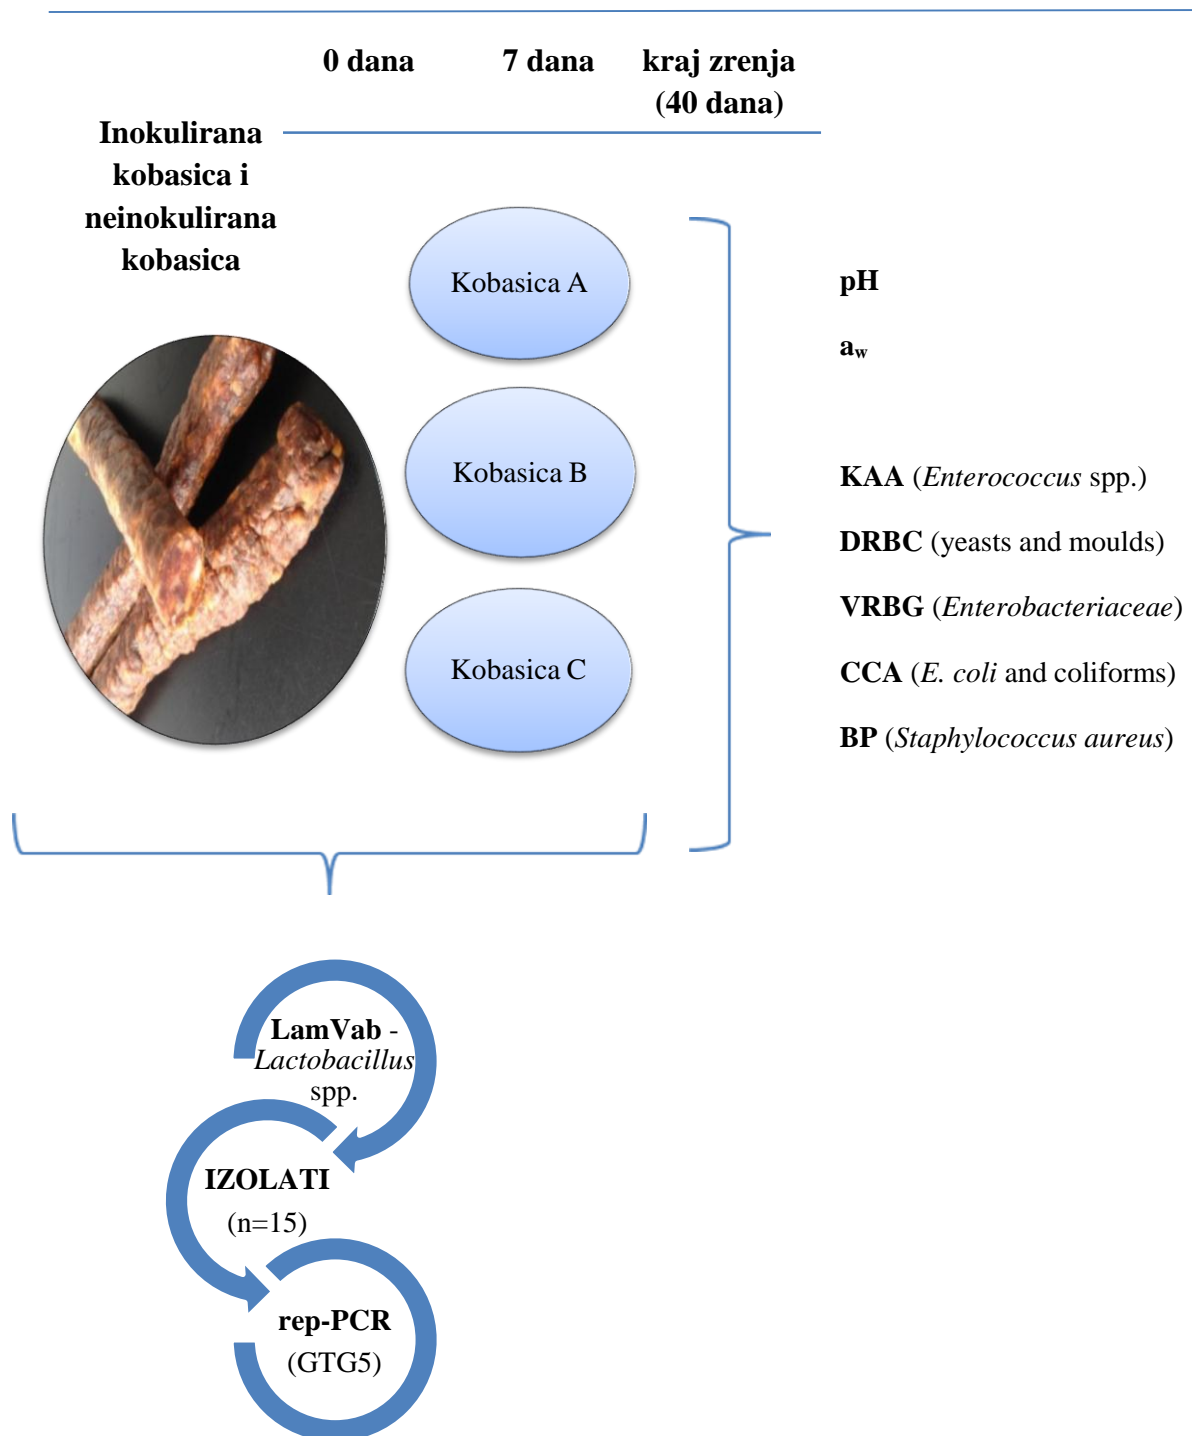 0 dana 7 dana kraj zrenja
(40 dana)
Inokulirana
kobasica i
neinokulirana
kobasica
Kobasica A
Kobasica B
Kobasica C
pH
aw
KAA (Enterococcus spp.)
DRBC (yeasts and moulds)
VRBG (Enterobacteriaceae)
CCA (E. coli and coliforms)
BP (Staphylococcus aureus)
LamVab -
Lactobacillus
spp.
IZOLATI
(n=15)
rep-PCR
(GTG5)